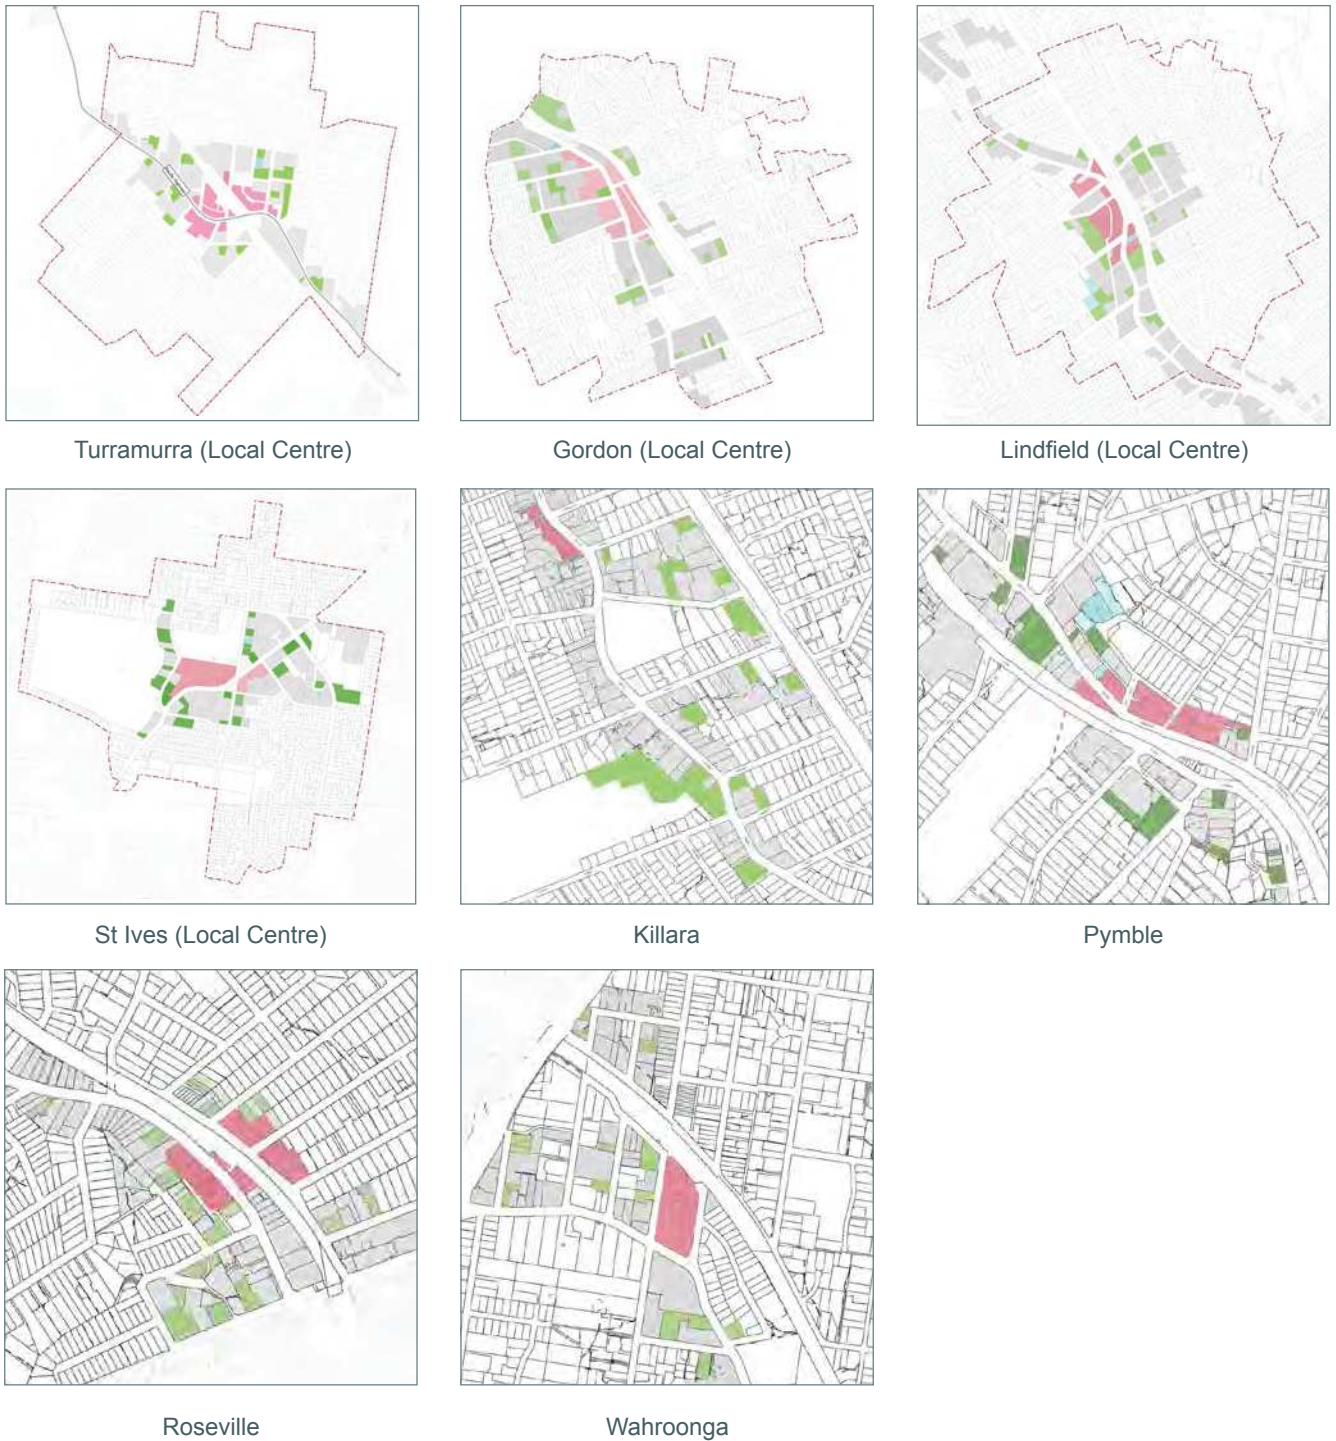 Turramurra (Local Centre)
Gordon (Local Centre)
Lindfield (Local Centre)
St Ives (Local Centre)
Killara
Pymble
Roseville
Wahroonga